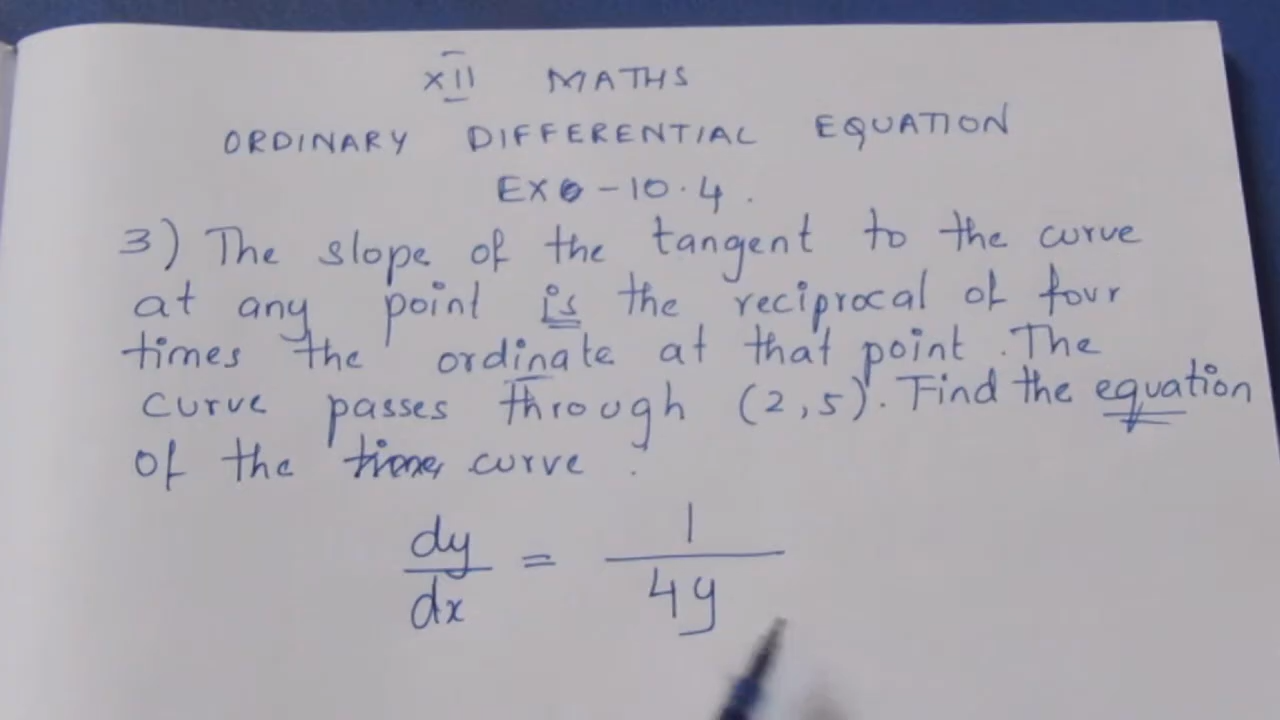 XII MATHS
ORDINARY DIFFERENTIAL EQUATION
EX - 10.4.
3) The slope of the tangent to the curve
at any point is the reciprocal of four
times the ordinate at that point. The
curve passes through (2,5). Find the equation
of the curve.
dy/dx = 1/4y